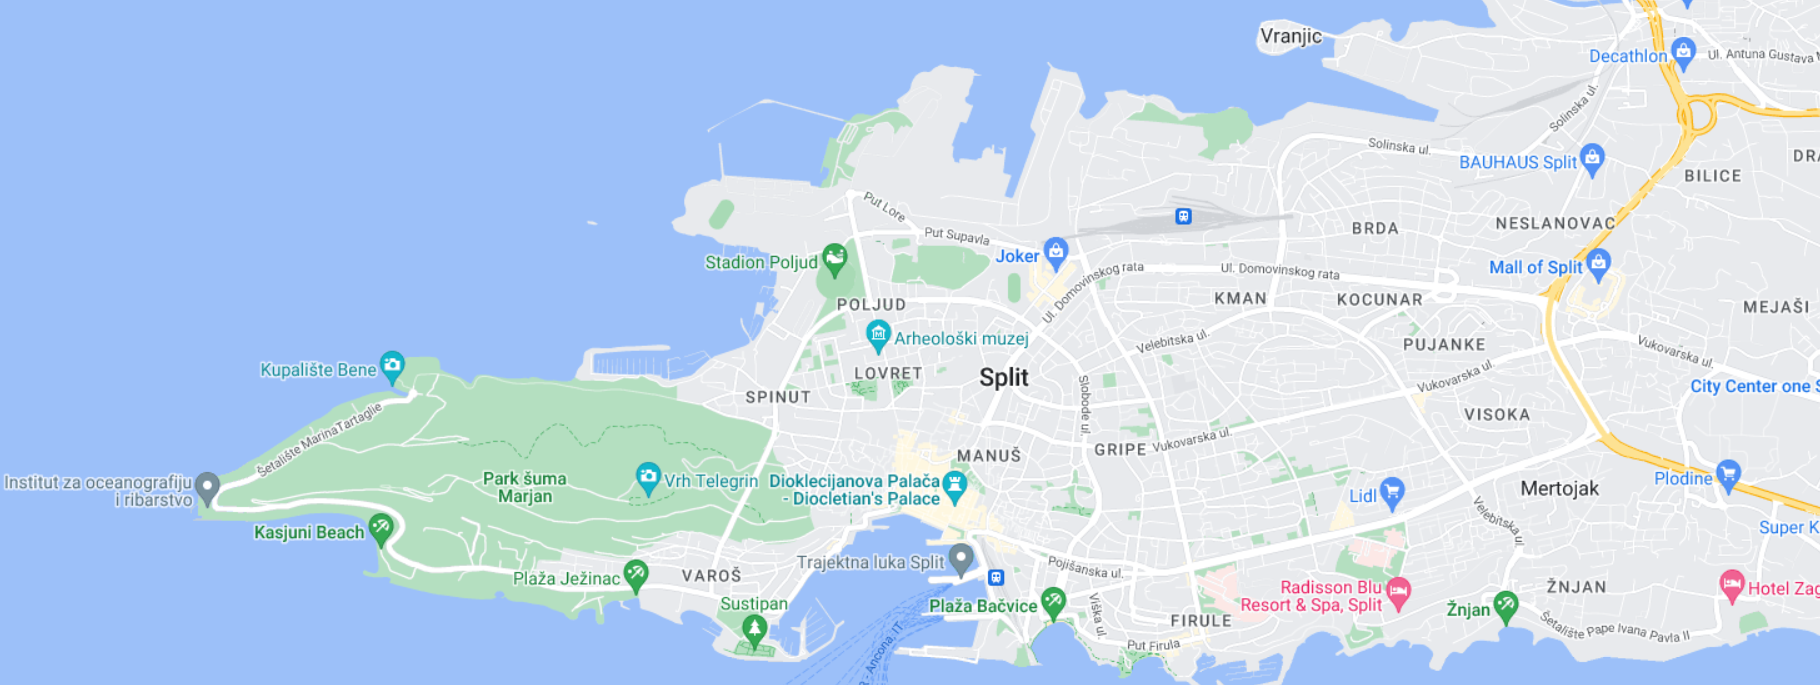 Vranjic
Decathlon
Ul. Antuna Gustava
Solinska ul.
Solinska ul.
BAUHAUS Split
BILICE
Put Lore
NESLANOVAC
BRDA
Put Supavla
Joker
Stadion Poljud
Ul. Domovinskog rata
Ul. Domovinskog rata
Mall of Split
KMAN
KOCUNAR
POLJUD
MEJAŠI
Arheološki muzej
Velebitska ul.
PUJANKE
Vukovarska ul.
Kupalište Bene
LOVRET
Split
Vukovarska ul.
City Center one
SPINUT
Slobode ul.
VISOKA
Šetalište MarinaTartaglie
MANUŠ
GRIPE
Vukovarska ul.
Institut za oceanografiju
i ribarstvo
Park šuma
Marjan
Vrh Telegrin
Dioklecijanova Palača
- Diocletian's Palace
Lidl
Mertojak
Plodine
Velebitska ul.
Kasjuni Beach
Super K
Trajektna luka Split
Pojišanska ul.
Plaža Ježinac
VAROŠ
Radisson Blu
Resort & Spa, Split
ŽNJAN
Hotel Zag
Sustipan
Plaža Bačvice
Viška ul.
FIRULE
Žnjan
Šetalište Pape Ivana Pavla II
Put Firula
- Ancona, IT